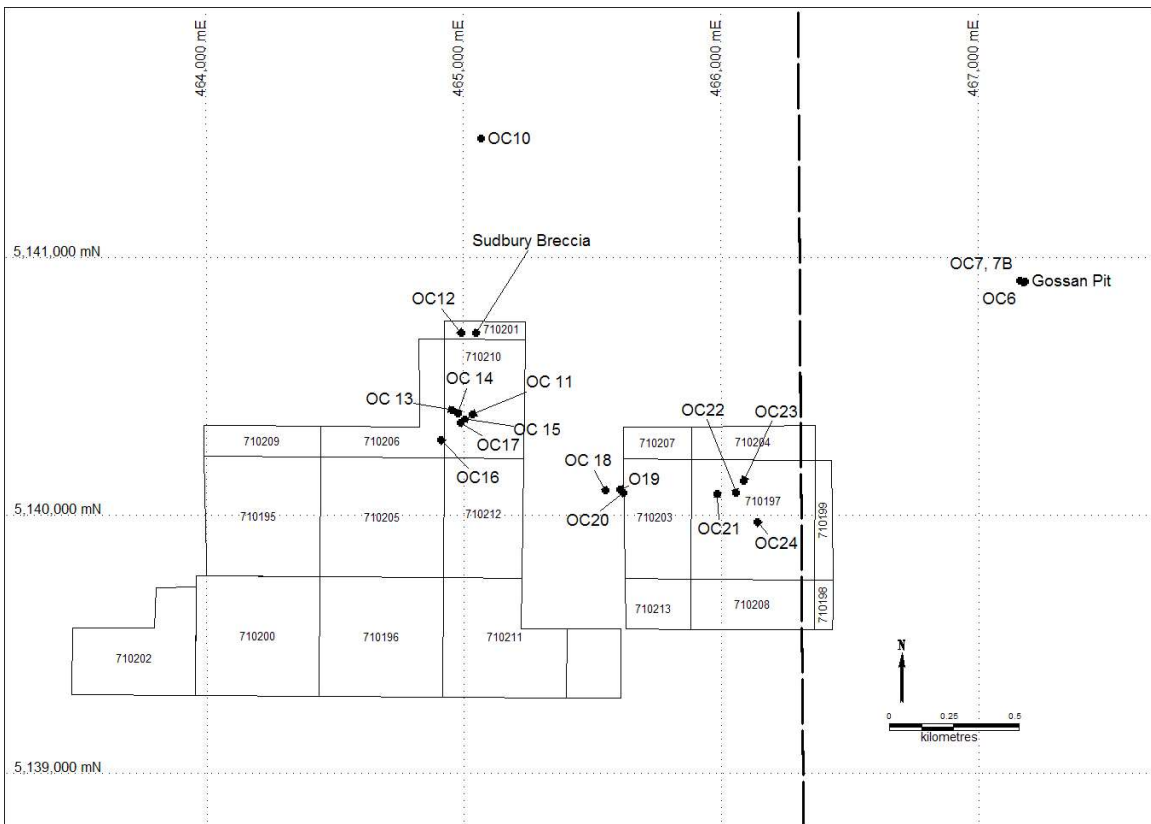 464,000 mE
465,000 mE
466,000 mE
467,000 mE
OC10
5,141,000 mN
Sudbury Breccia
OC7, 7B
Gossan Pit
OC6
OC12
710201
710210
OC 14
OC 13
OC 11
OC 15
OC17
OC16
710209
710206
OC22
OC23
710207
710204
OC 18
O19
OC20
OC21
710197
OC24
5,140,000 mN
710195
710205
710212
710203
710199
710213
710208
710198
710200
710196
710211
710202
N
0 0.25 0.5
kilometres
5,139,000 mN